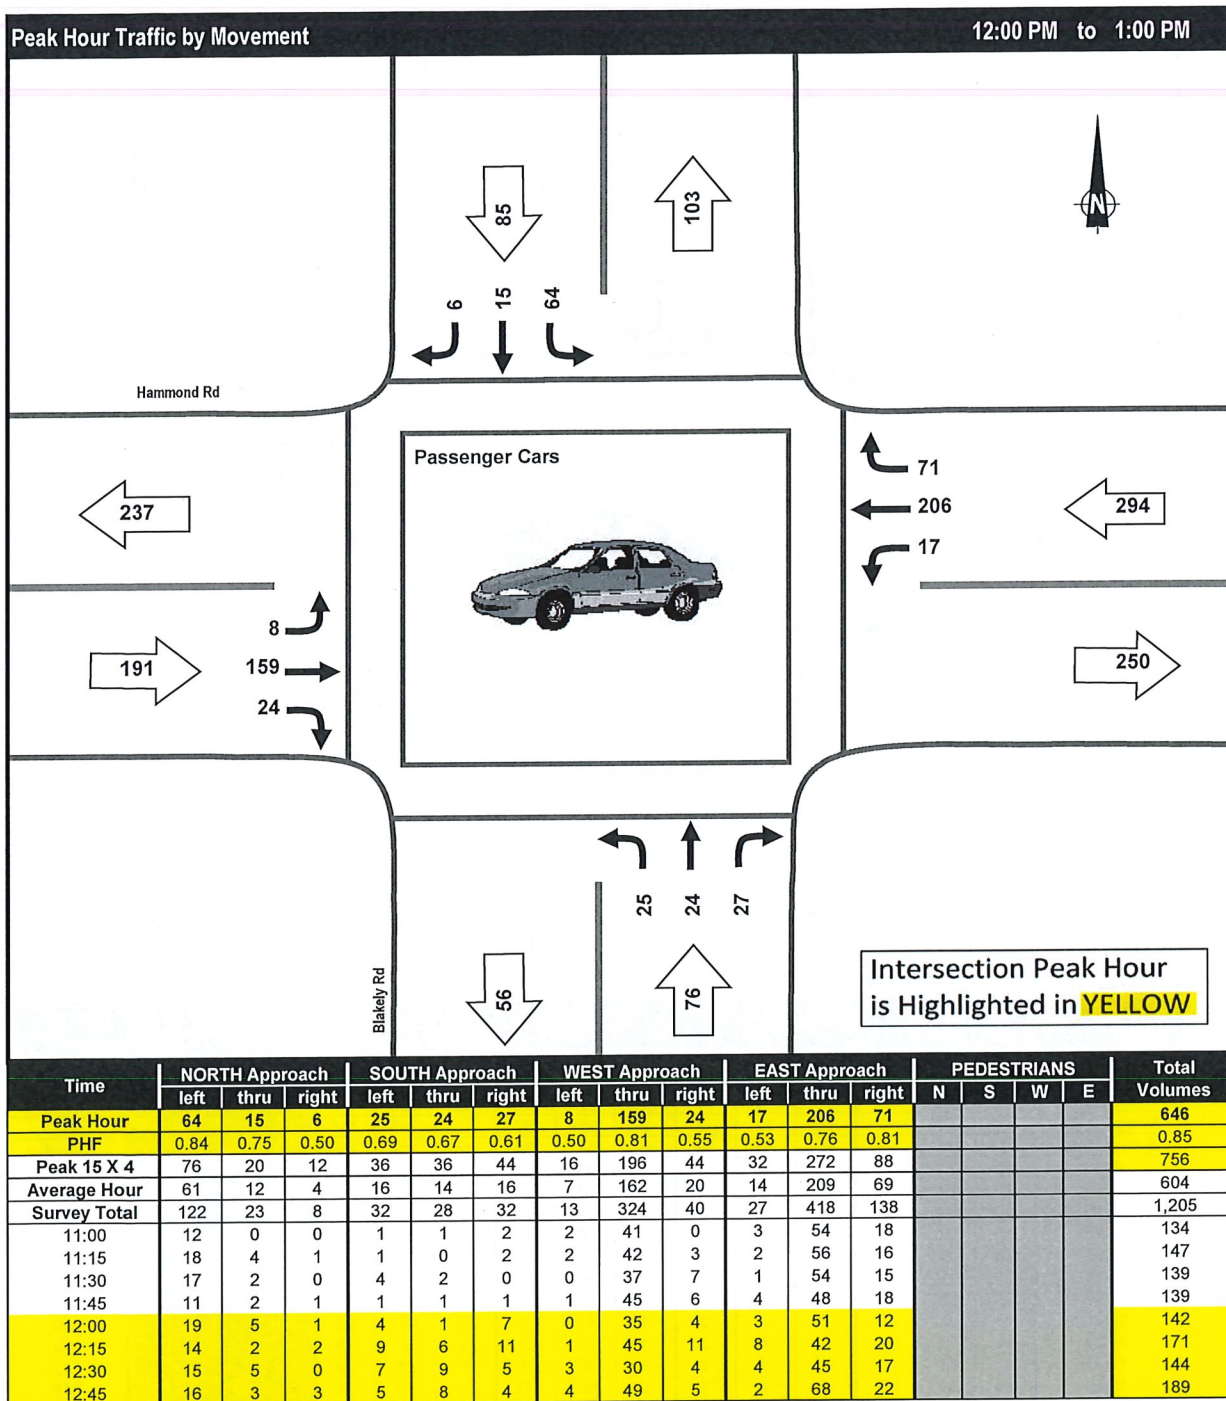 Peak Hour Traffic by Movement 12:00 PM to 1:00 PM
85
103
N
6 15 64
Hammond Rd
Passenger Cars
71
237
206
294
17
8
191
159
250
24
25 24 27
Blakely Rd
56
76
Intersection Peak Hour
is Highlighted in YELLOW
Time NORTH Approach SOUTH Approach WEST Approach EAST Approach PEDESTRIANS Total
left thru right left thru right left thru right left thru right N S W E Volumes
Peak Hour 64 15 6 25 24 27 8 159 24 17 206 71 646
PHF 0.84 0.75 0.50 0.69 0.67 0.61 0.50 0.81 0.55 0.53 0.76 0.81 0.85
Peak 15 X 4 76 20 12 36 36 44 16 196 44 32 272 88 756
Average Hour 61 12 4 16 14 16 7 162 20 14 209 69 604
Survey Total 122 23 8 32 28 32 13 324 40 27 418 138 1,205
11:00 12 0 0 1 1 2 2 41 0 3 54 18 134
11:15 18 4 1 1 0 2 2 42 3 2 56 16 147
11:30 17 2 0 4 2 0 0 37 7 1 54 15 139
11:45 11 2 1 1 1 1 1 45 6 4 48 18 139
12:00 19 5 1 4 1 7 0 35 4 3 51 12 142
12:15 14 2 2 9 6 11 1 45 11 8 42 20 171
12:30 15 5 0 7 9 5 3 30 4 4 45 17 144
12:45 16 3 3 5 8 4 4 49 5 2 68 22 189